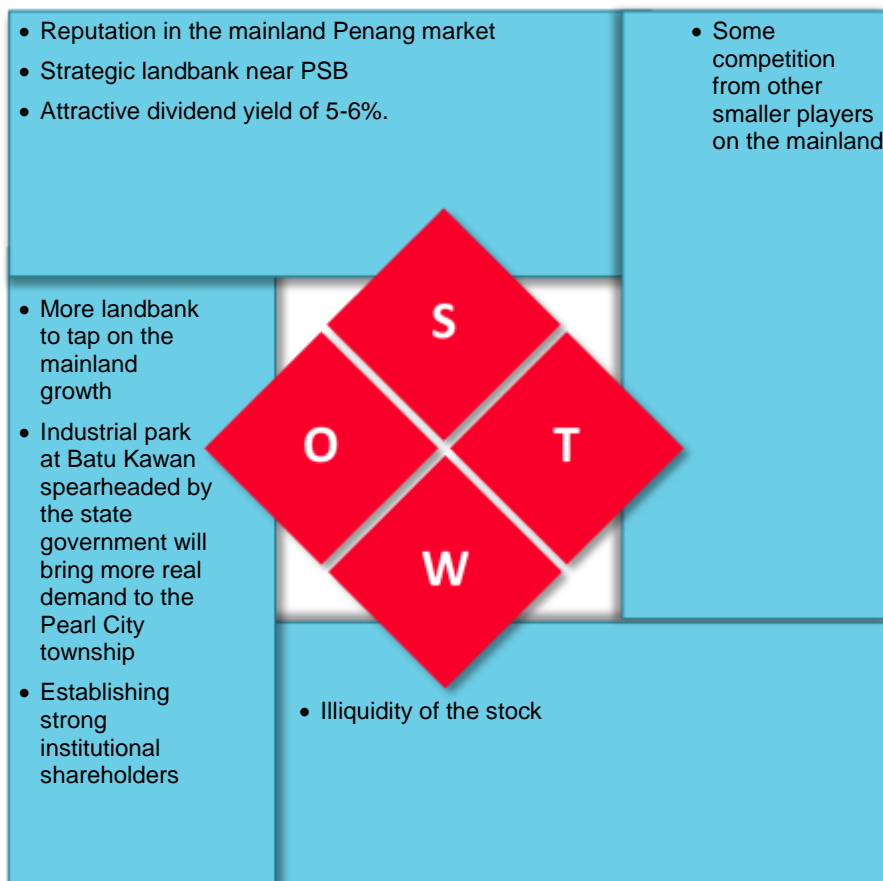 • Reputation in the mainland Penang market
• Strategic landbank near PSB
• Attractive dividend yield of 5-6%.
• Some
competition
from other
smaller players
on the mainland
S
O
T
W
• More landbank
to tap on the
mainland
growth
• Industrial park
at Batu Kawan
spearheaded by
the state
government will
bring more real
demand to the
Pearl City
township
• Establishing
strong
institutional
shareholders
• Illiquidity of the stock